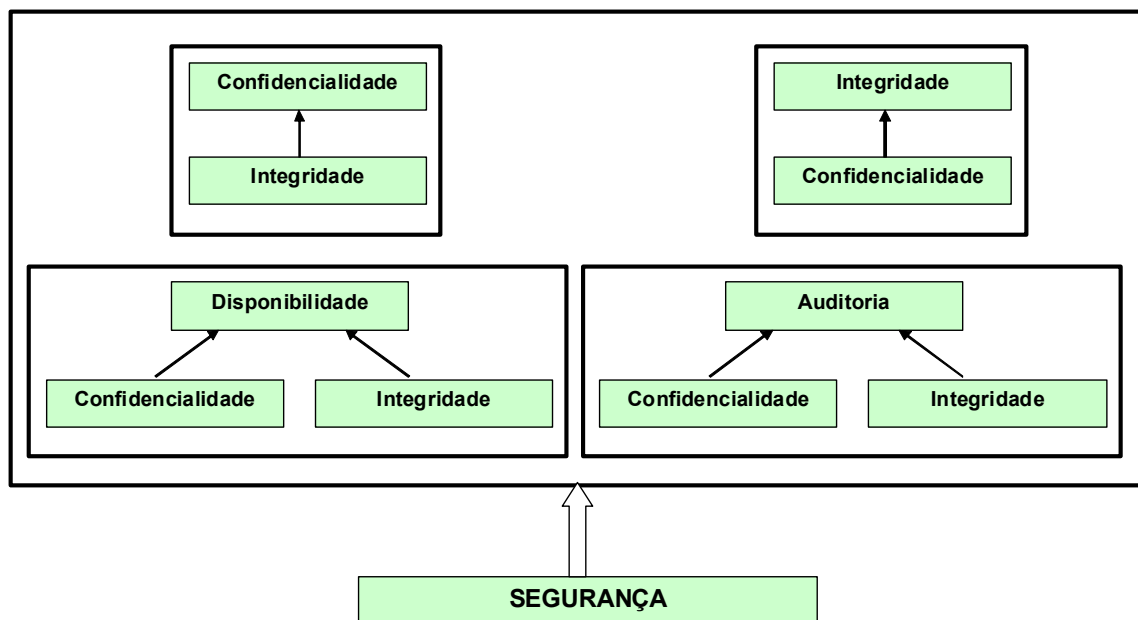 Confidencialidade
Integridade
Integridade
Confidencialidade
Disponibilidade
Confidencialidade
Integridade
Auditoria
Confidencialidade
Integridade
SEGURANÇA